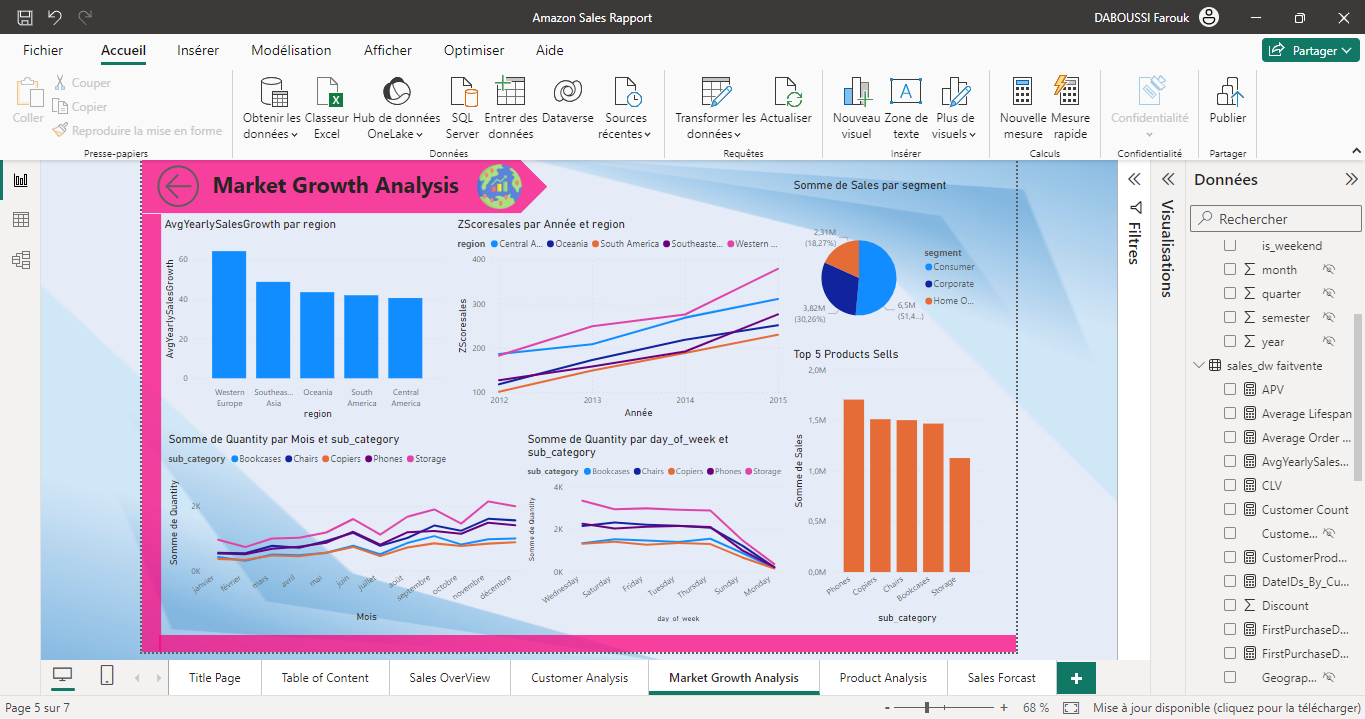 Amazon Sales Rapport
DABOUSSI Farouk
Fichier Accueil Insérer Modélisation Afficher Optimiser Aide
Partager
Coller
Couper
Copier
Reproduire la mise en forme
Presse-papiers
Obtenir les données
Classeur Excel
Hub de données OneLake
SQL Server
Entrer des données
Dataverse
Sources récentes
Données
Transformer les données
Actualiser
Requêtes
Nouveau visuel
Zone de texte
Plus de visuels
Insérer
Nouvelle mesure
Mesure rapide
Calculs
Confidentialité
Confidentialité
Publier
Partager
Market Growth Analysis
AvgYearlySalesGrowth par region
AvgYearlySalesGrowth
60
40
20
0
Western Europe
Southeas... Asia
Oceania
South America
Central America
region
ZScoresales par Année et region
region Central A... Oceania South America Southeaste... Western ...
ZScoresales
400
300
200
100
2012 2013 2014 2015
Année
Somme de Sales par segment
2,31M
(18,27%)
3,82M
(30,26%)
6,5M
(51,4...)
segment
Consumer
Corporate
Home O...
Somme de Quantity par Mois et sub_category
sub_category Bookcases Chairs Copiers Phones Storage
Somme de Quantity
2K
0K
janvier février mars avril mai juin juillet août septembre octobre novembre décembre
Mois
Somme de Quantity par day_of_week et
sub_category
sub_category Bookcases Chairs Copiers Phones Storage
Somme de Quantity
4K
2K
0K
Wednesday Saturday Friday Tuesday Thursday Sunday Monday
day_of_week
Top 5 Products Sells
Somme de Sales
2,0M
1,5M
1,0M
0,5M
0,0M
Phones Copiers Chairs Bookcases Storage
sub_category
Filtres
Visualisations
Données
Rechercher
is_weekend
month
quarter
semester
year
sales_dw faitvente
APV
Average Lifespan
Average Order ...
AvgYearlySales...
CLV
Customer Count
Custome...
CustomerProd...
DateIDs_By_Cu...
Discount
FirstPurchaseD...
FirstPurchaseD...
Geograp...
Title Page
Table of Content
Sales OverView
Customer Analysis
Market Growth Analysis
Product Analysis
Sales Forcast
Page 5 sur 7
- + 68 %
Mise à jour disponible (cliquez pour la télécharger)